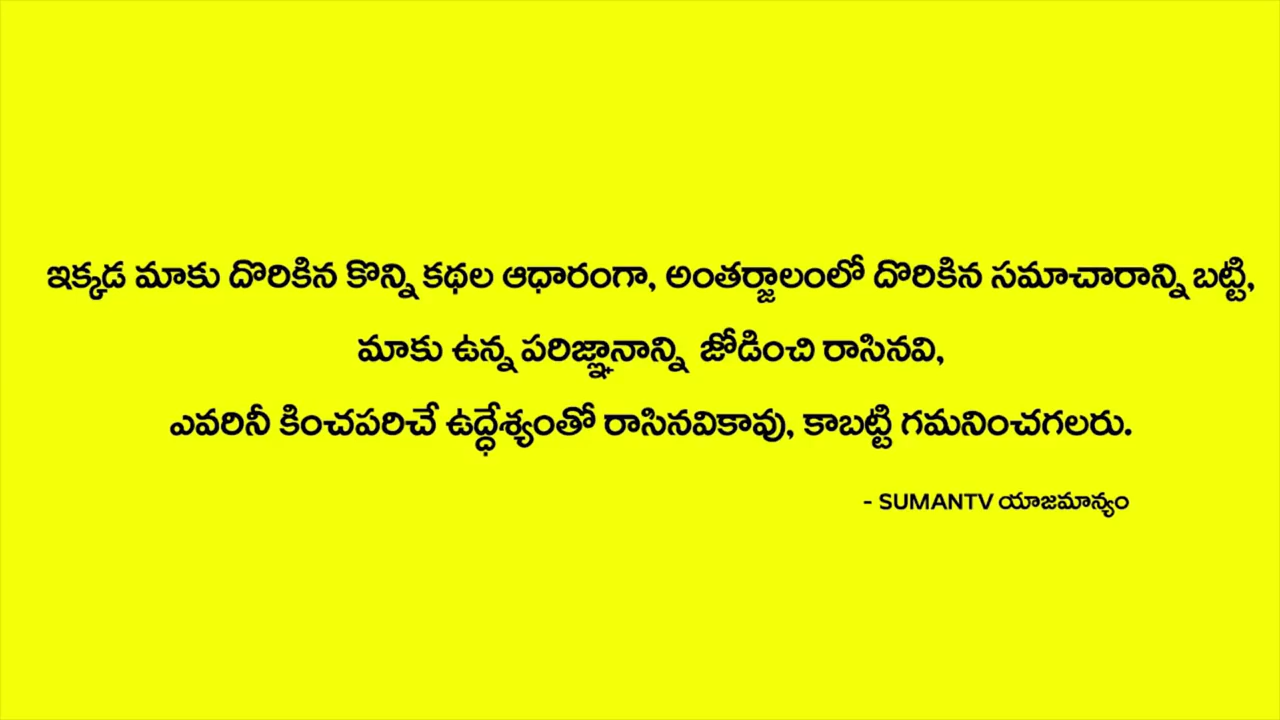 ఇక్కడ మాకు దొరికిన కొన్ని కథల ఆధారంగా, అంతర్జాలంలో దొరికిన సమాచారాన్ని బట్టి,
మాకు ఉన్న పరిజ్ఞానాన్ని జోడించి రాసినవి,
ఎవరినీ కించపరిచే ఉద్ధేశ్యంతో రాసినవికావు, కాబట్టి గమనించగలరు.
- SUMANTV యాజమాన్యం